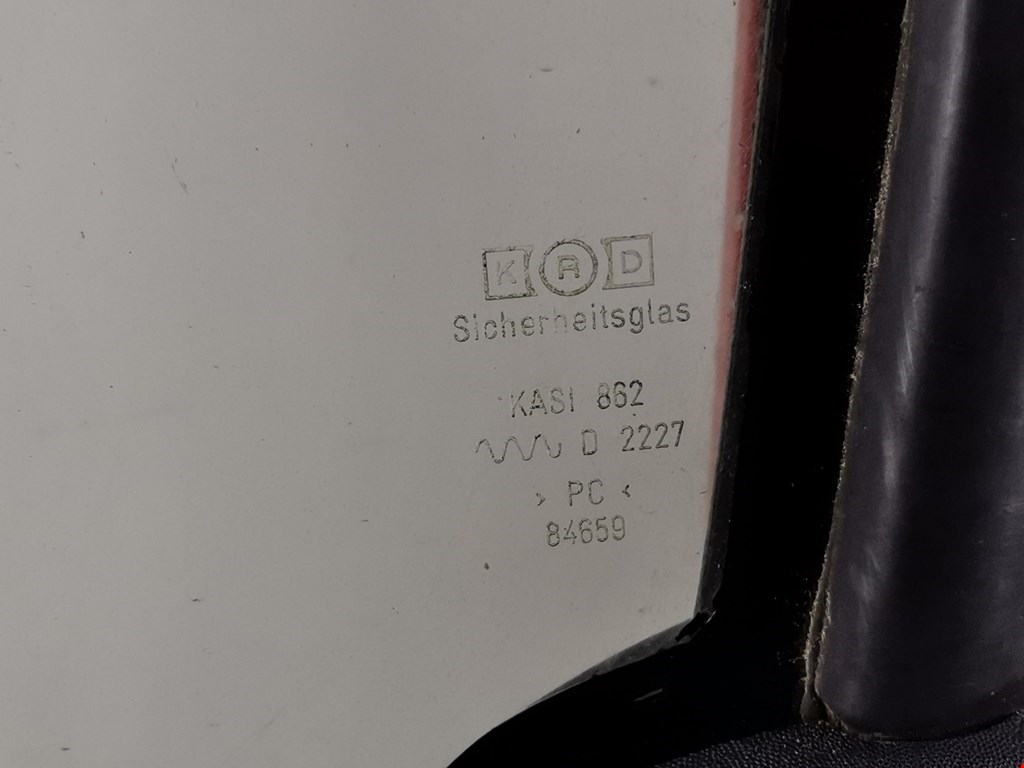 KRD
Sicherheitsglas
KASI 862
D 2227
> PC <
84659